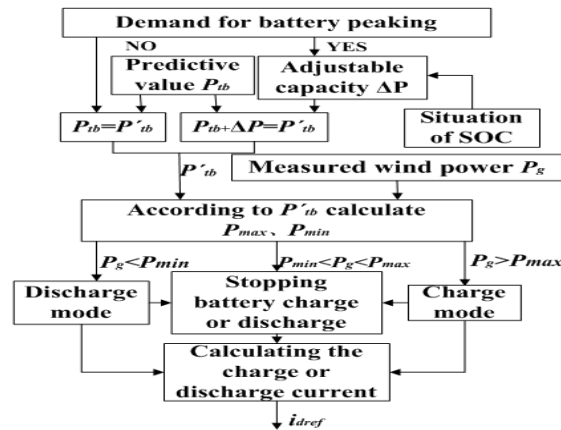 Demand for battery peaking
NO
YES
Predictive
value Ptb
Adjustable
capacity ΔP
Ptb=P´tb
Ptb+ΔP=P´tb
Situation
of SOC
P´tb
Measured wind power Pg
According to P´tb calculate
Pmax、Pmin
Pg<Pmin
Pmin<Pg<Pmax
Pg>Pmax
Discharge
mode
Stopping
battery charge
or discharge
Charge
mode
Calculating the
charge or
discharge current
idref